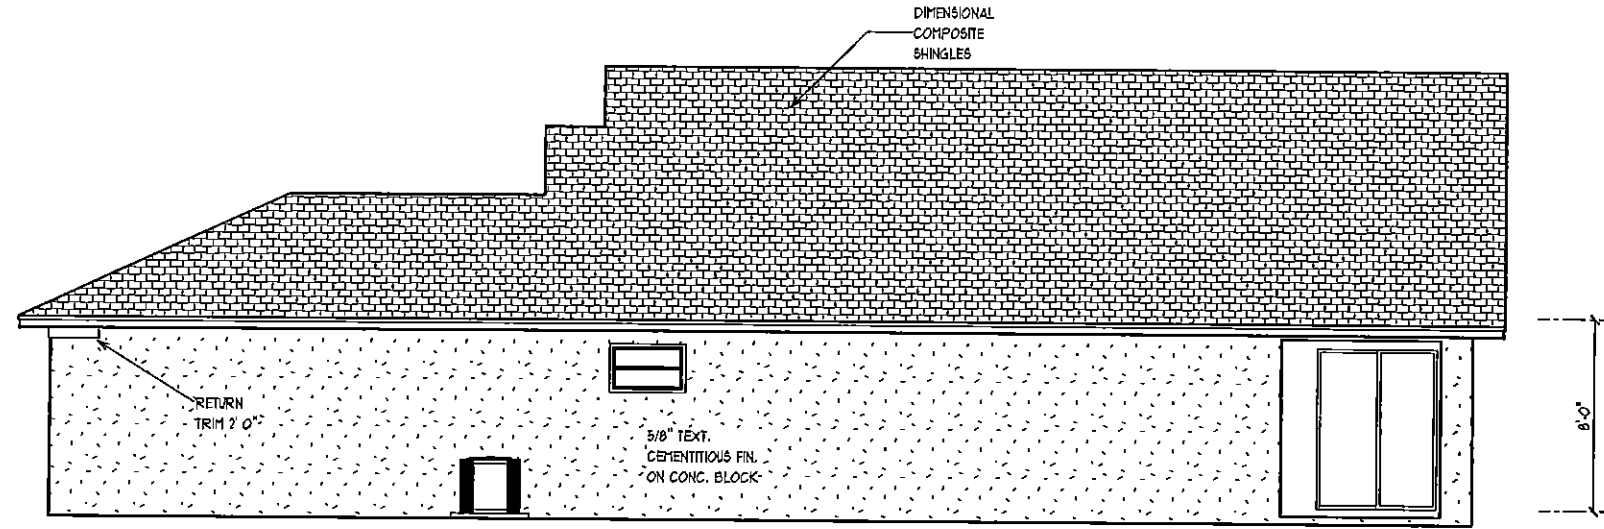 DIMENSIONAL
COMPOSITE
SHINGLES
RETURN
TRIM 2' 0"
5/8" TEXT.
CEMENTITIOUS FIN.
ON CONC. BLOCK
8'-0"